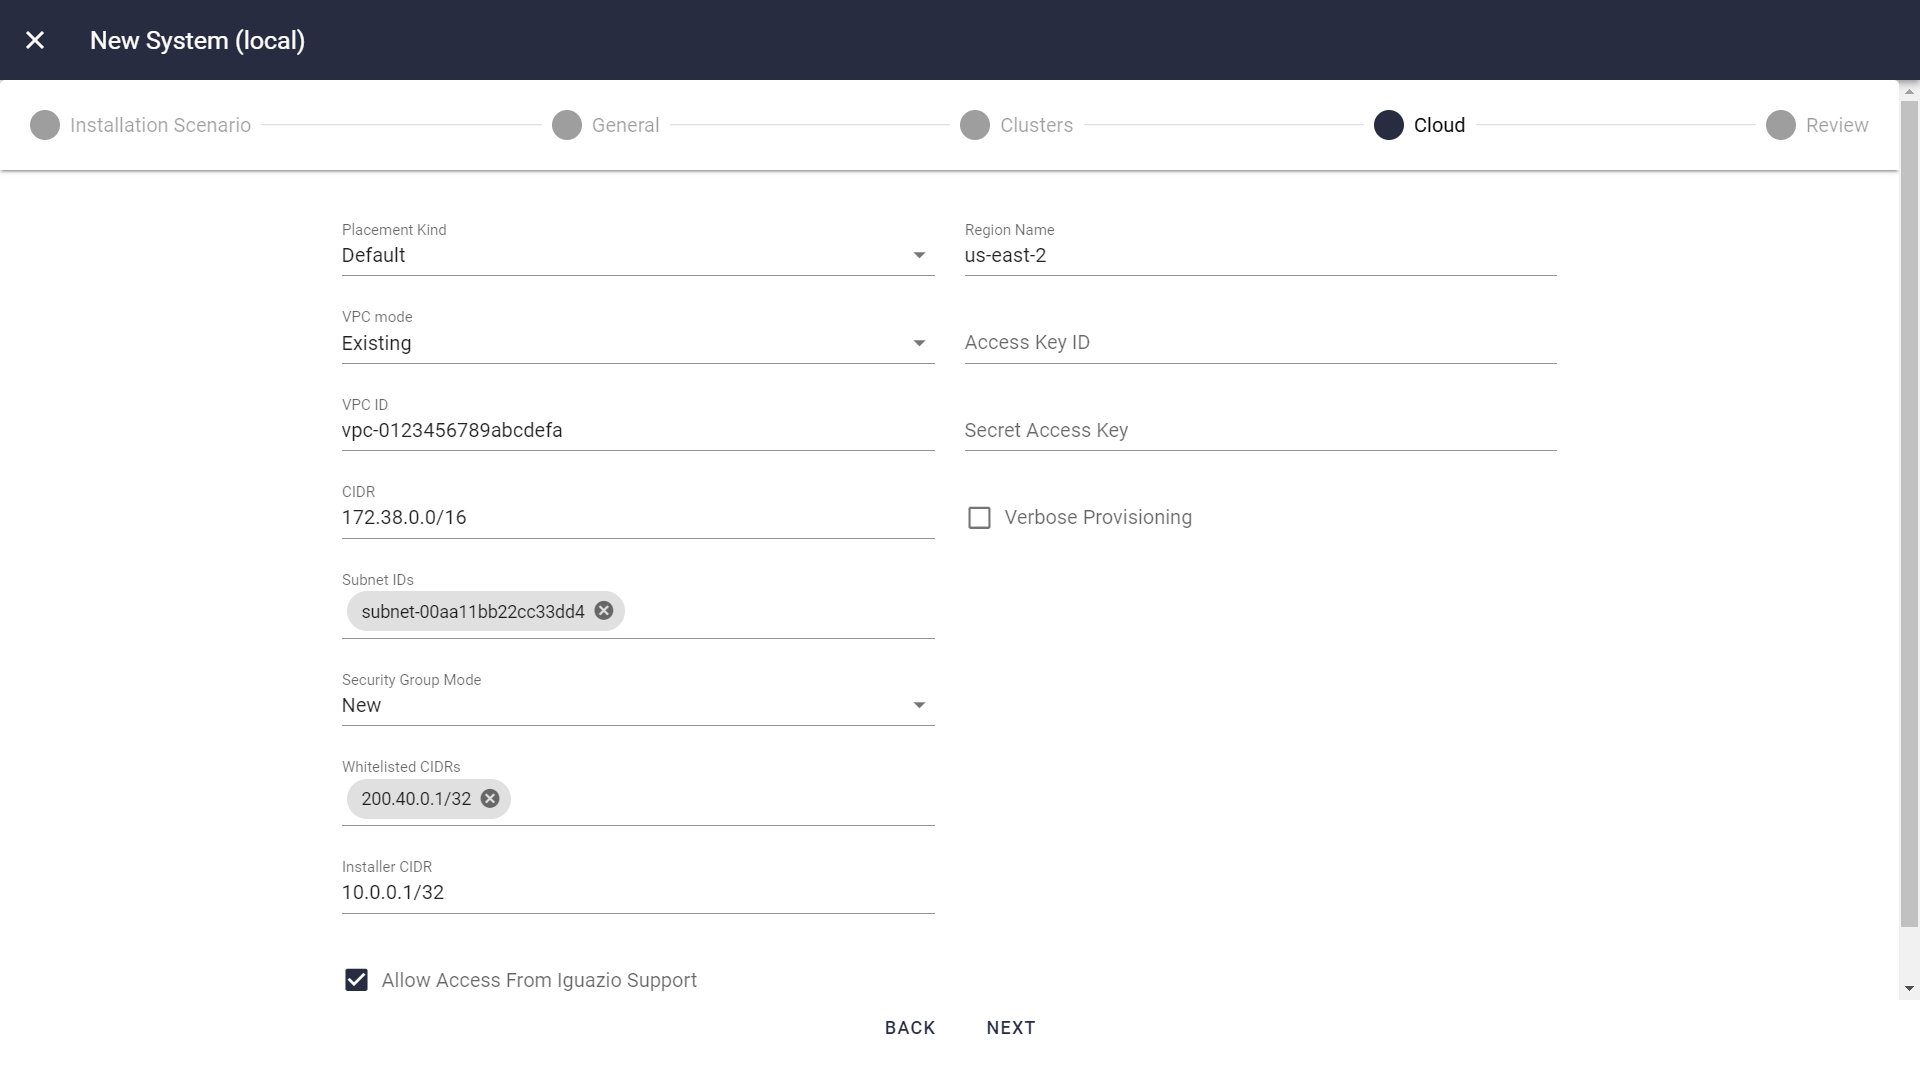 New System (local)
Installation Scenario
General
Clusters
Cloud
Review
Placement Kind
Default
Region Name
us-east-2
VPC mode
Existing
Access Key ID
VPC ID
vpc-0123456789abcdefa
Secret Access Key
CIDR
172.38.0.0/16
Verbose Provisioning
Subnet IDs
subnet-00aa11bb22cc33dd4
Security Group Mode
New
Whitelisted CIDRs
200.40.0.1/32
Installer CIDR
10.0.0.1/32
Allow Access From Iguazio Support
BACK
NEXT